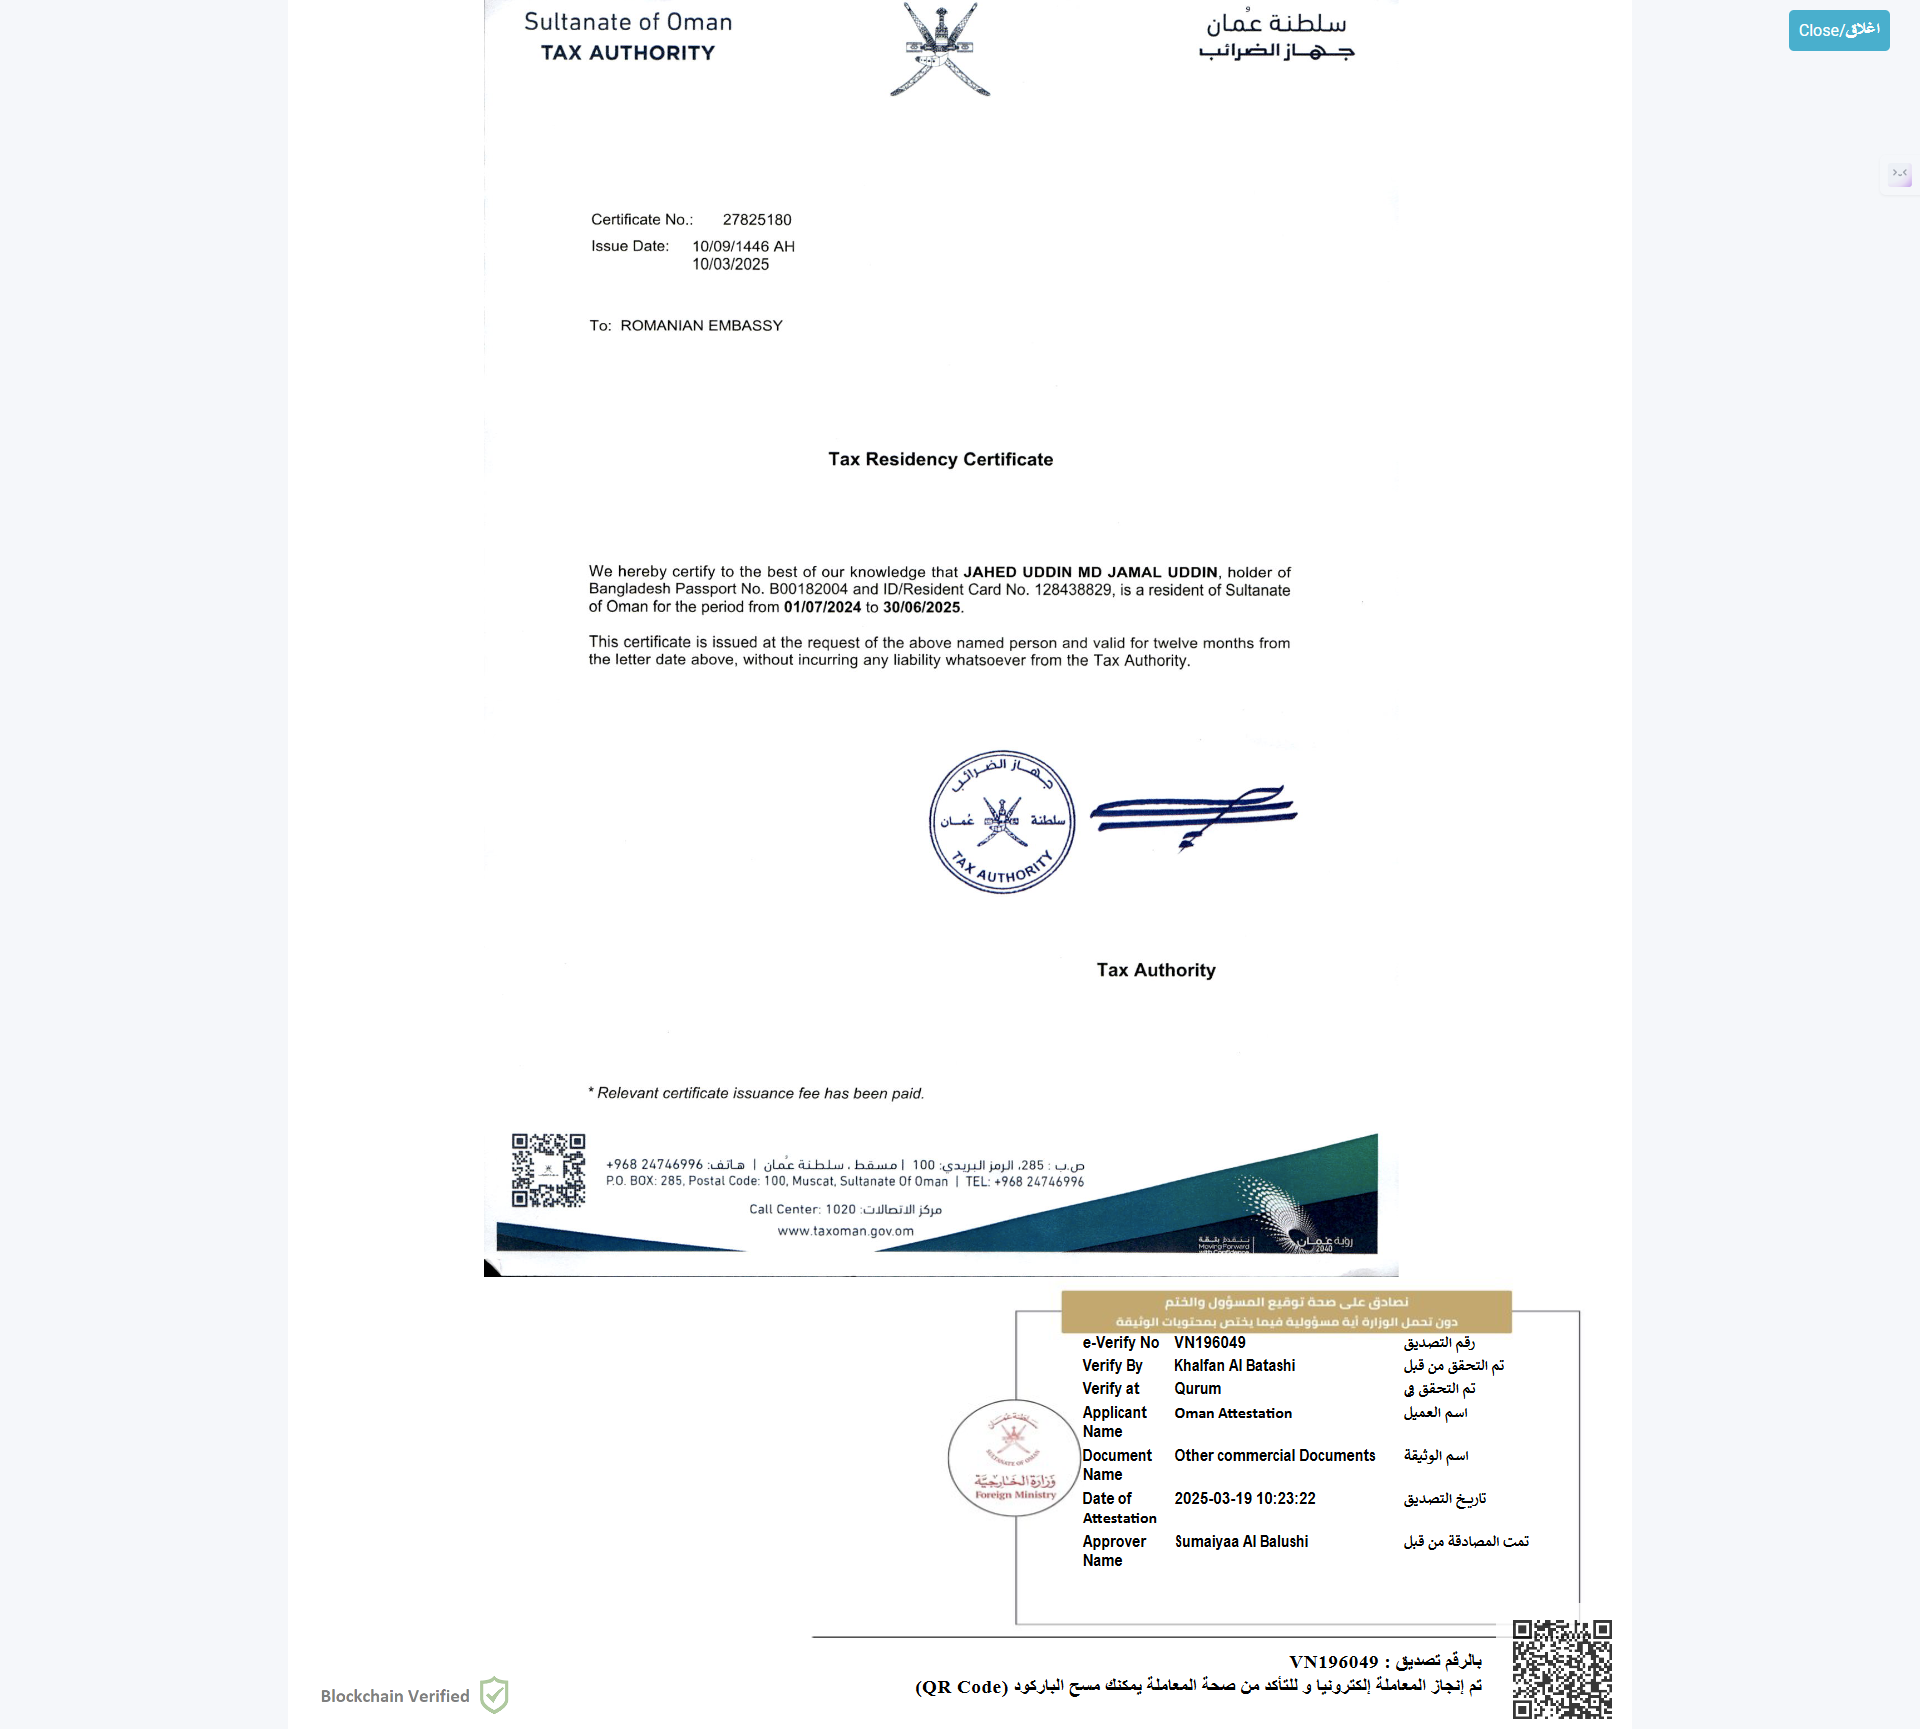 Sultanate of Oman
TAX AUTHORITY
سلطنة عُمان
جهاز الضرائب
Close/اغلاق
Certificate No.: 27825180
Issue Date: 10/09/1446 AH
10/03/2025
To: ROMANIAN EMBASSY
Tax Residency Certificate
We hereby certify to the best of our knowledge that JAHED UDDIN MD JAMAL UDDIN, holder of
Bangladesh Passport No. B00182004 and ID/Resident Card No. 128438829, is a resident of Sultanate
of Oman for the period from 01/07/2024 to 30/06/2025.
This certificate is issued at the request of the above named person and valid for twelve months from
the letter date above, without incurring any liability whatsoever from the Tax Authority.
جهاز الضرائب
سلطنة عُمان
TAX AUTHORITY
Tax Authority
* Relevant certificate issuance fee has been paid.
ص.ب : 285، الرمز البريدي: 100 | مسقط ، سلطنة عُمان | هاتف: 24746996 968+
P.O. BOX: 285, Postal Code: 100, Muscat, Sultanate Of Oman | TEL: +968 24746996
Call Center: 1020 :مركز الاتصالات
www.taxoman.gov.om
نتقدم بثقة
Moving Forward
with Confidence
رؤية عُمان
2040
نصادق على صحة توقيع المسؤول والختم
دون تحمل الوزارة أية مسؤولية فيما يختص بمحتويات الوثيقة
e-Verify No VN196049 رقم التصديق
Verify By Khalfan Al Batashi تم التحقق من قبل
Verify at Qurum تم التحقق في
Applicant Name Oman Attestation اسم العميل
Document Name Other commercial Documents اسم الوثيقة
Date of Attestation 2025-03-19 10:23:22 تاريخ التصديق
Approver Name Sumaiyaa Al Balushi تمت المصادقة من قبل
سلطنة عُمان
SULTANATE OF OMAN
وزارة الخارجية
Foreign Ministry
بالرقم تصديق : VN196049
تم إنجاز المعاملة إلكترونيا و للتأكد من صحة المعاملة يمكنك مسح الباركود (QR Code)
Blockchain Verified